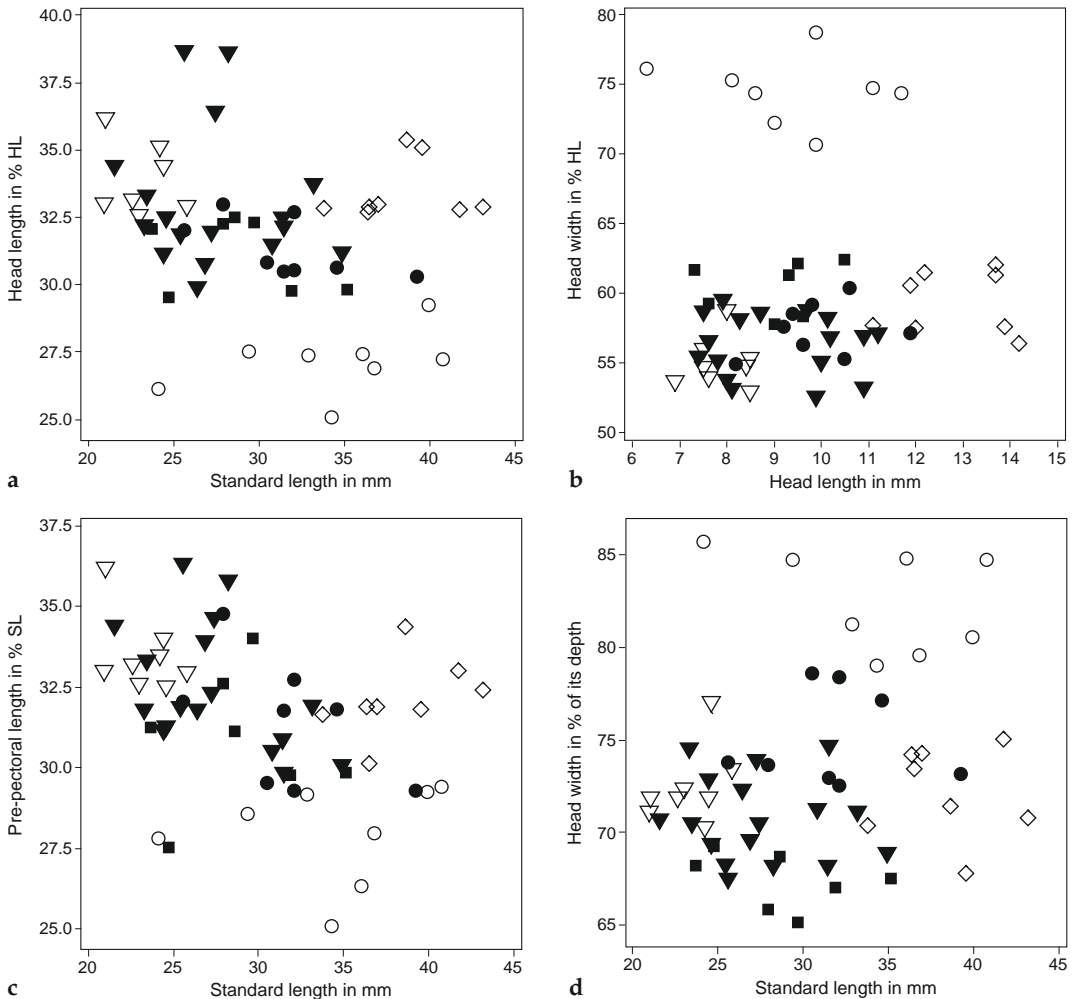 40.0
37.5
35.0
32.5
30.0
27.5
25.0
Head length in % HL
20 25 30 35 40 45
Standard length in mm
a
80
75
70
65
60
55
50
Head width in % HL
6 7 8 9 10 11 12 13 14 15
Head length in mm
b
37.5
35.0
32.5
30.0
27.5
25.0
Pre-pectoral length in % SL
20 25 30 35 40 45
Standard length in mm
c
85
80
75
70
65
Head width in % of its depth
20 25 30 35 40 45
Standard length in mm
d